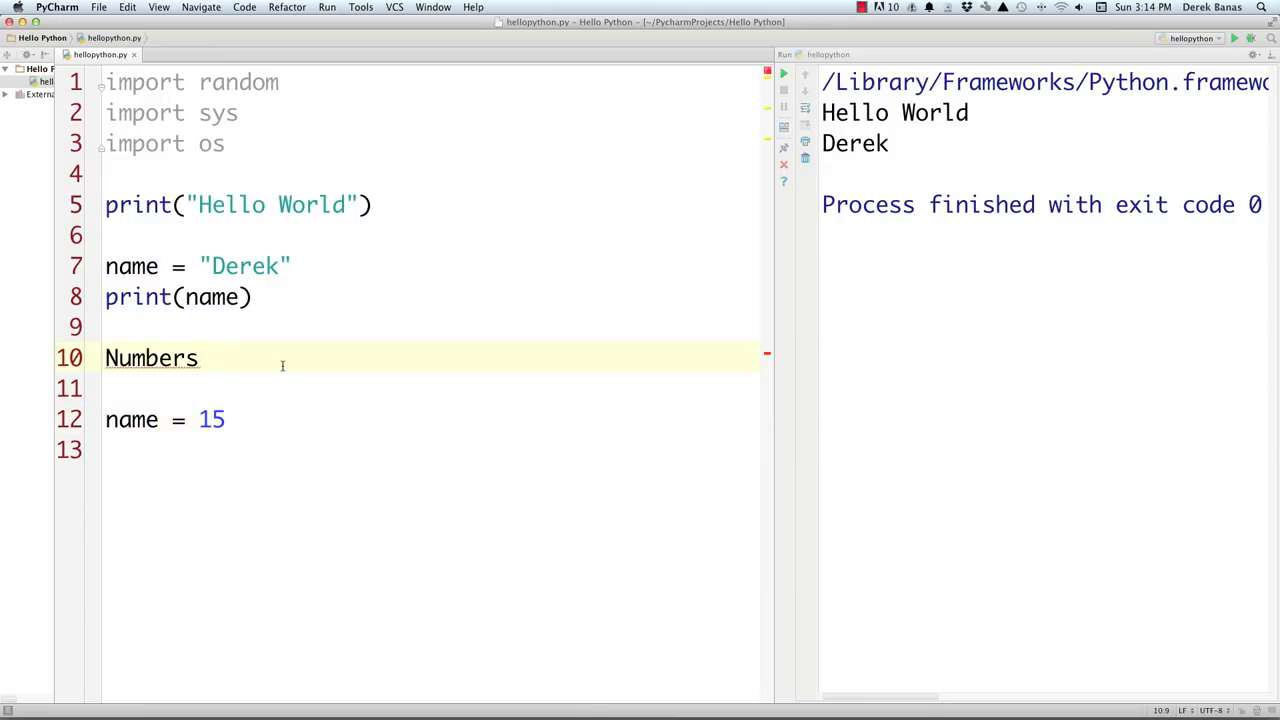 PyCharm File Edit View Navigate Code Refactor Run Tools VCS Window Help 10 Sun 3:14 PM Derek Banas
hellopython.py - Hello Python - [~/PycharmProjects/Hello Python]
Hello Python hellopython.py hellopython
hellopython.py Run hellopython
Hello P
hell
Extern
1 import random
2 import sys
3 import os
4
5 print("Hello World")
6
7 name = "Derek"
8 print(name)
9
10 Numbers
11
12 name = 15
13
/Library/Frameworks/Python.framewo
Hello World
Derek
Process finished with exit code 0
10:9 LF UTF-8